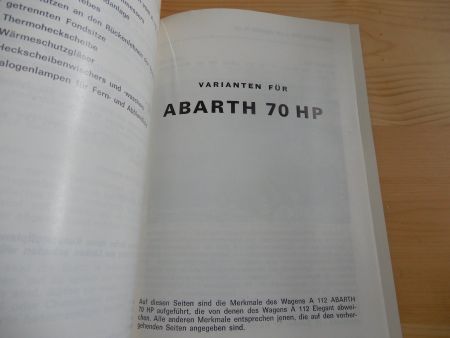 getrennten Fondsitze
Thermoheckscheibe
Wärmeschutzgläser
Heckscheibenwischers und -waschers
alogenlampen für Fern- und
VARIANTEN FÜR
ABARTH 70 HP
Auf diesen Seiten sind die Merkmale des Wagens A 112 ABARTH
70 HP aufgeführt, die von denen des Wagens A 112 Elegant abwei-
chen. Alle anderen Merkmale entsprechen jenen, die auf den vorher-
gehenden Seiten angegeben sind.